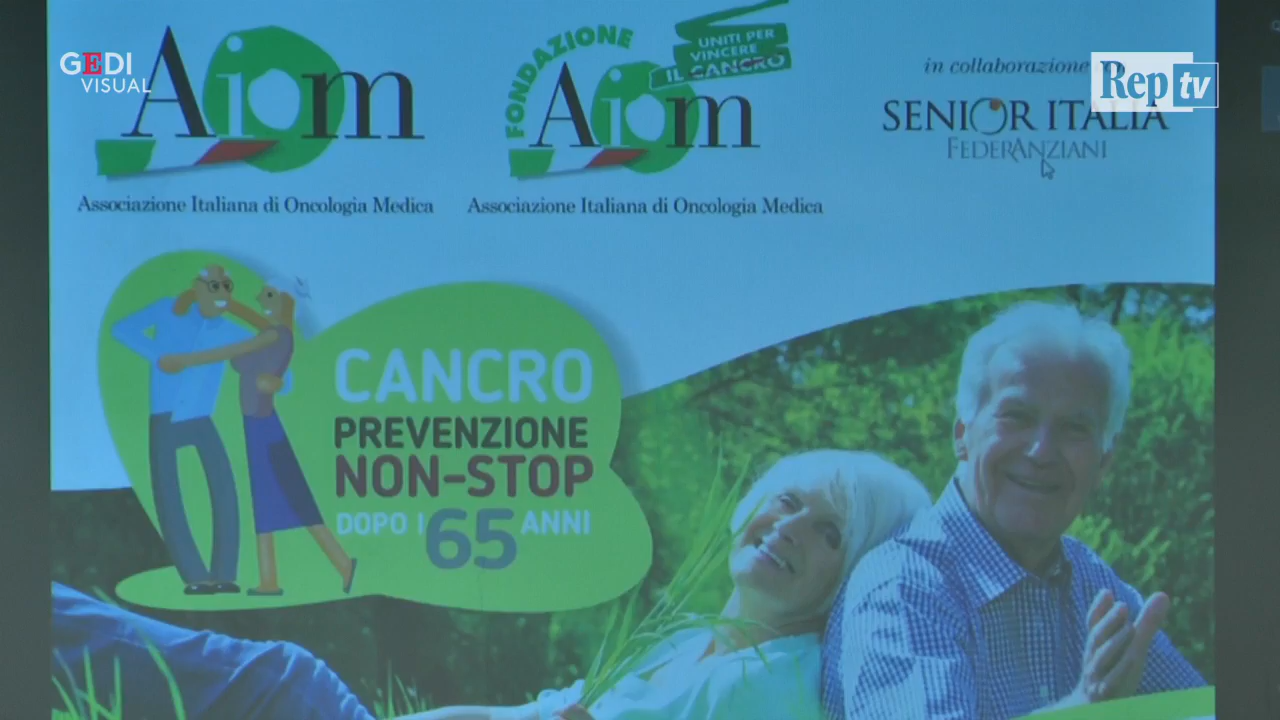 GEDI
VISUAL
Aiom
Associazione Italiana di Oncologia Medica
FONDAZIONE
Aiom
UNITI PER
VINCERE
IL CANCRO
Associazione Italiana di Oncologia Medica
in collaborazione
Rep tv
SENIOR ITALIA
FEDERANZIANI
CANCRO
PREVENZIONE
NON-STOP
DOPO I 65 ANNI